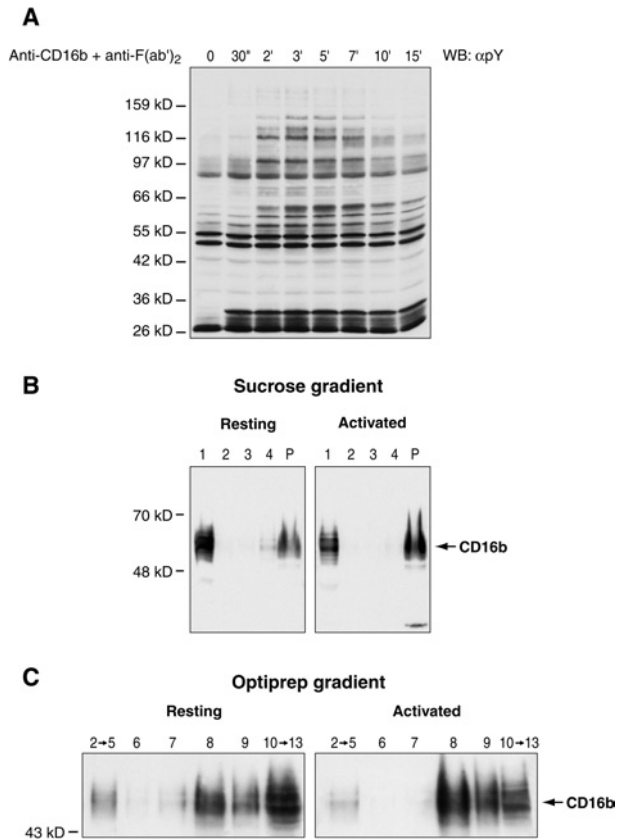 A
Anti-CD16b + anti-F(ab')₂ 0 30" 2' 3' 5' 7' 10' 15' WB: αpY
159 kD
116 kD
97 kD
66 kD
55 kD
42 kD
36 kD
26 kD
B
Sucrose gradient
Resting Activated
1 2 3 4 P 1 2 3 4 P
70 kD
CD16b
48 kD
C
Optiprep gradient
Resting Activated
2→5 6 7 8 9 10→13 2→5 6 7 8 9 10→13
CD16b
43 kD